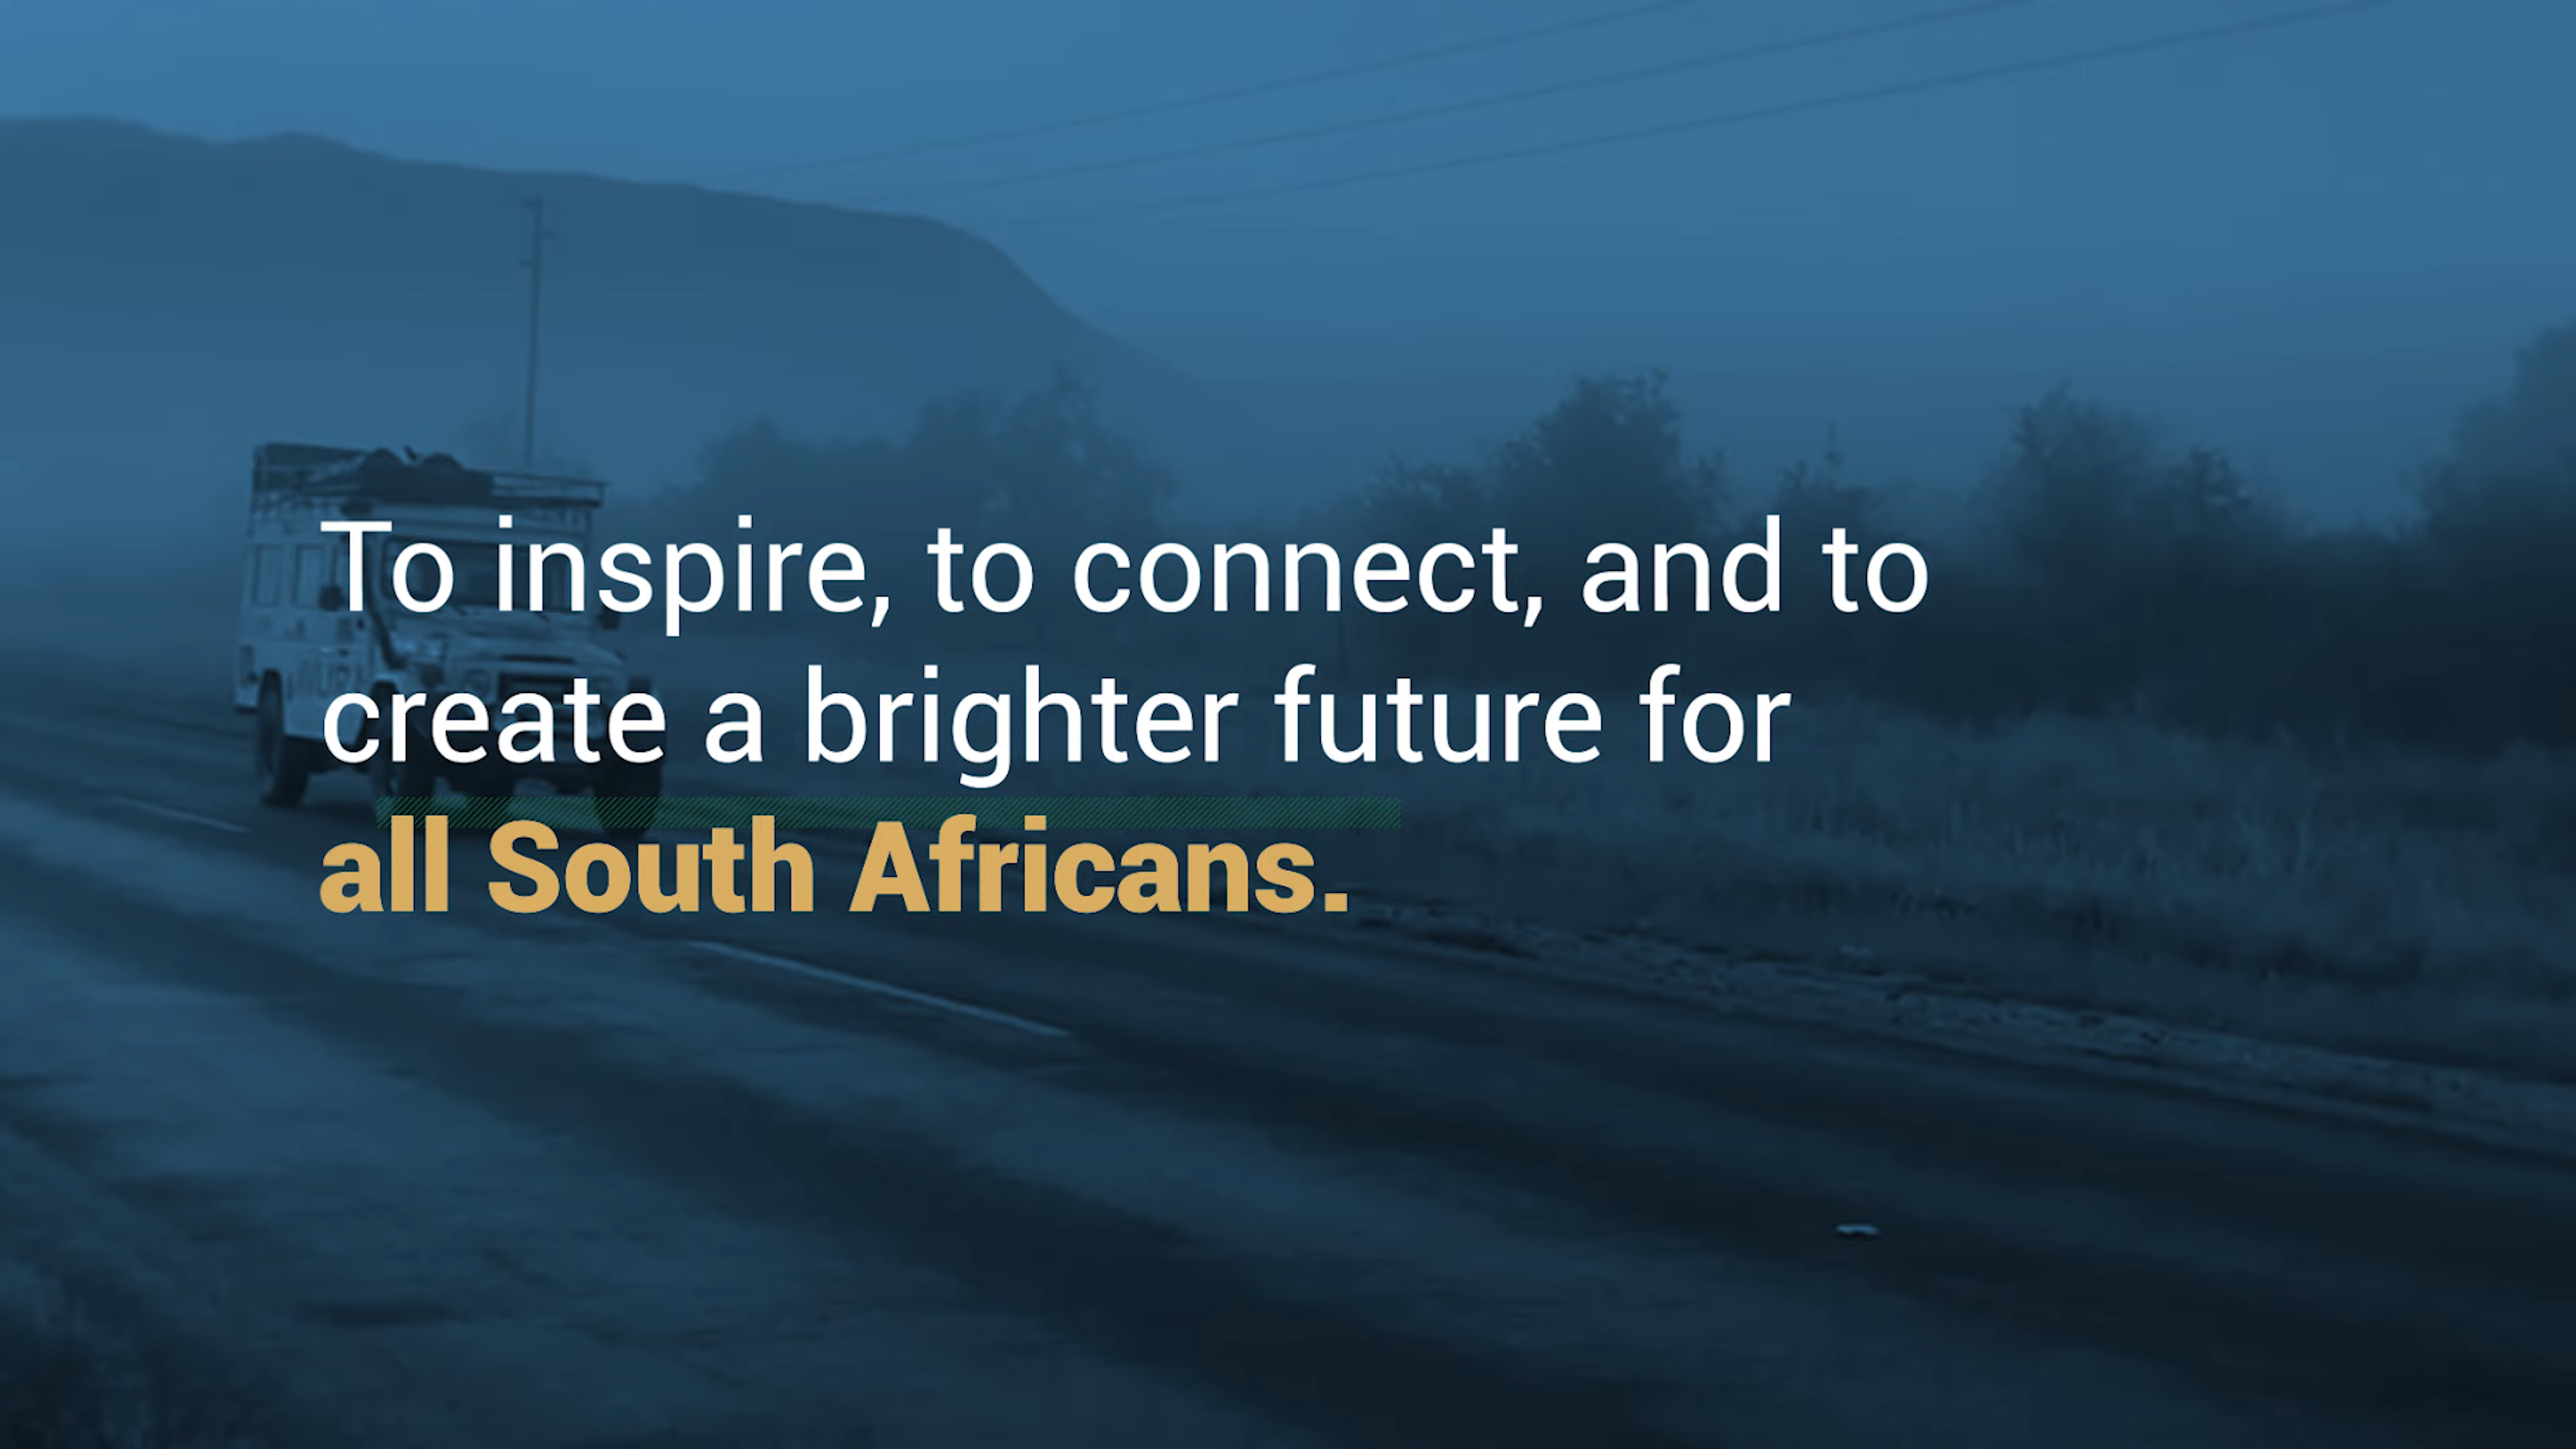 To inspire, to connect, and to
create a brighter future for
all South Africans.